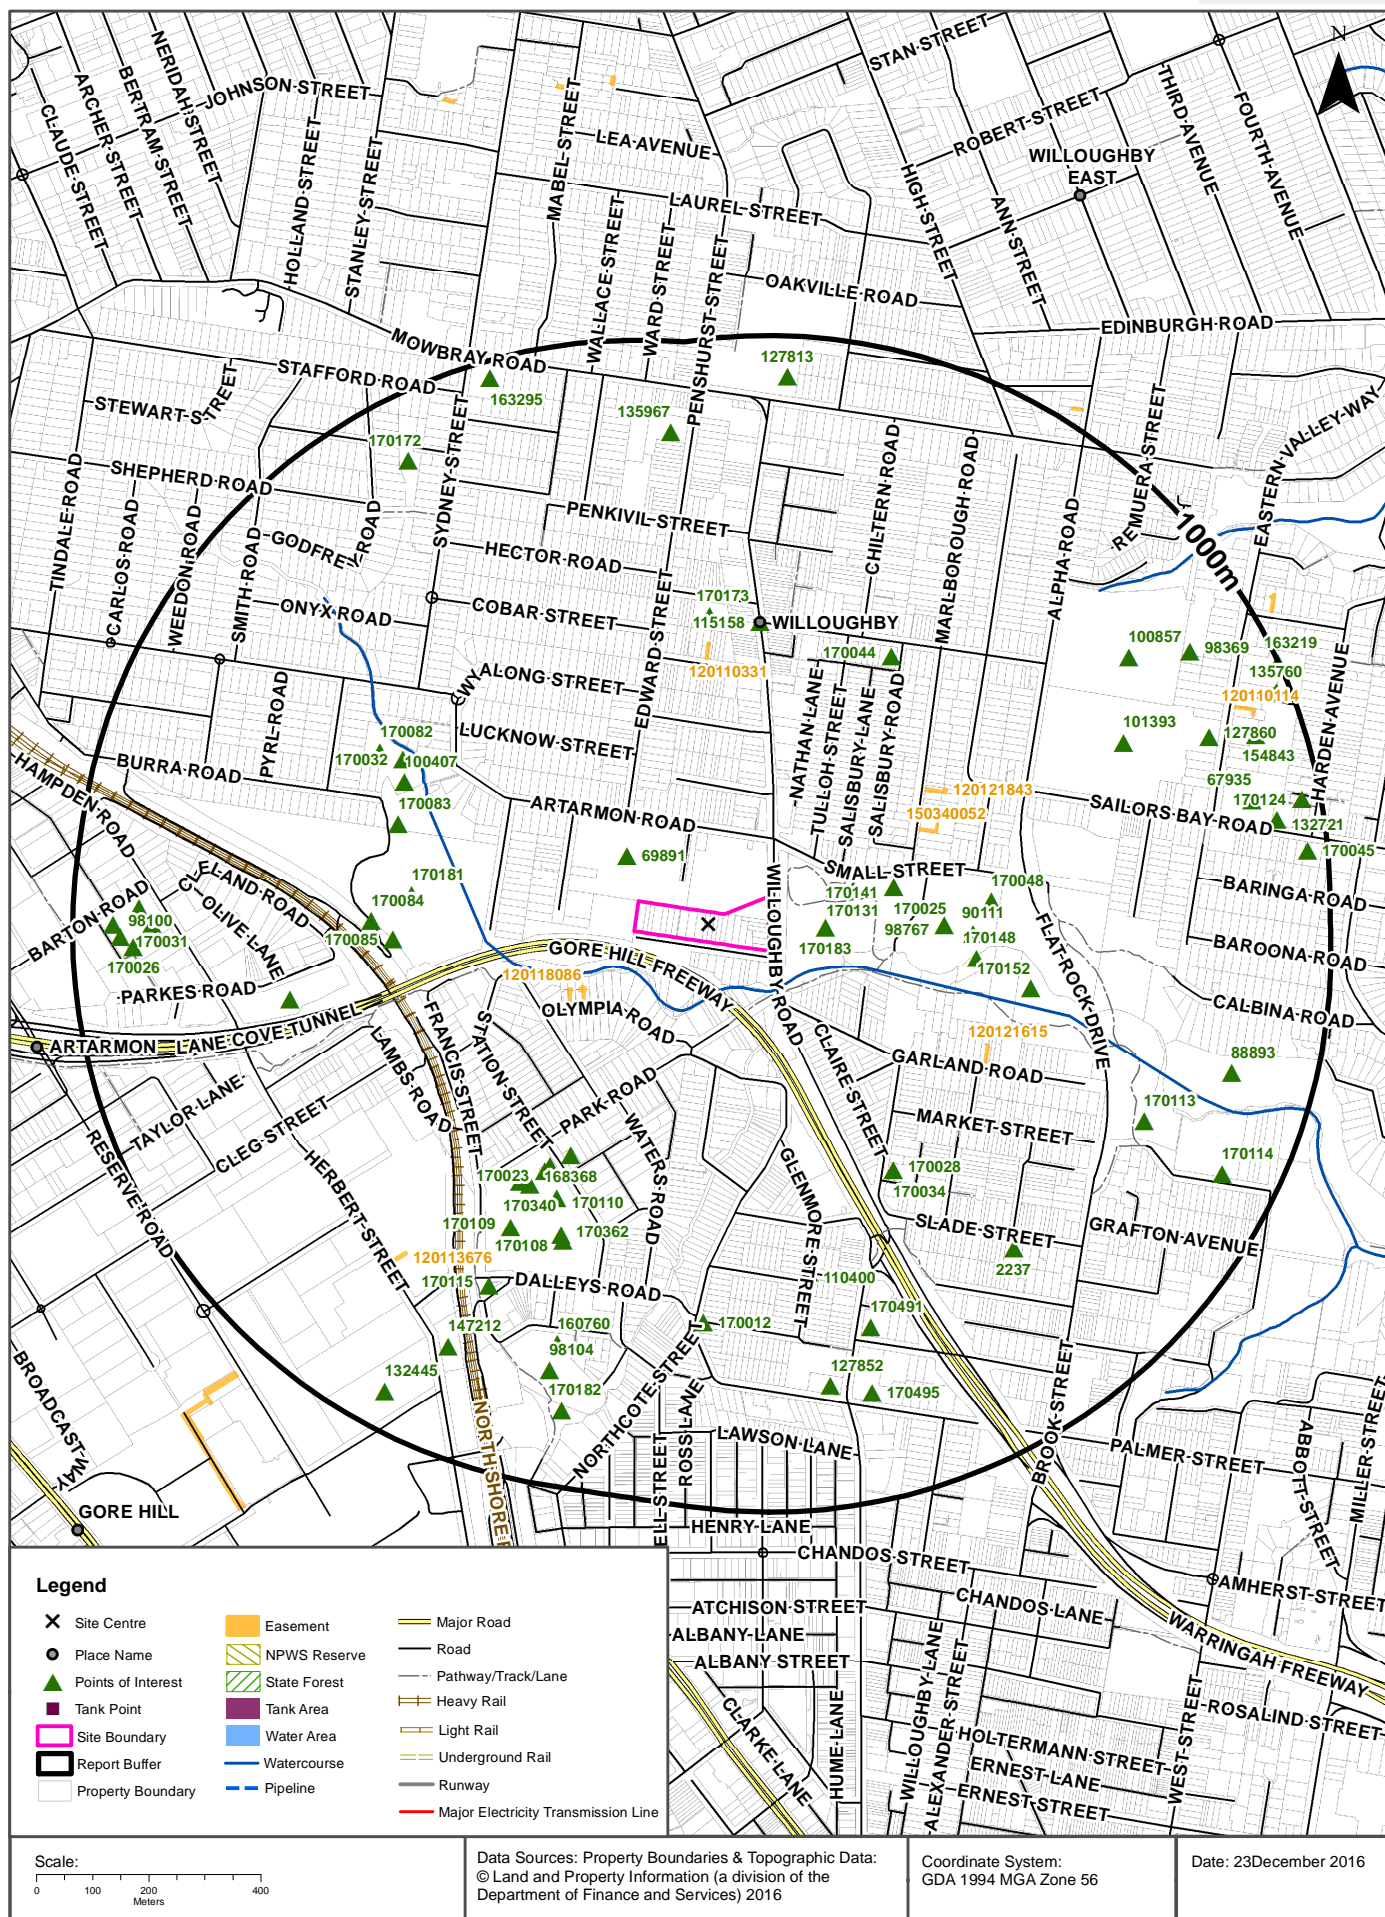 N
STAN STREET
NERIDAH STREET
BERTRAM STREET
ARCHER STREET
CLAUDE STREET
JOHNSON STREET
HOLLAND STREET
STANLEY STREET
MABEL STREET
LEA AVENUE
LAUREL STREET
WALLACE STREET
WARD STREET
PENSHURST STREET
OAKVILLE ROAD
HIGH STREET
ANN STREET
ROBERT STREET
WILLOUGHBY
EAST
THIRD AVENUE
FOURTH AVENUE
EDINBURGH ROAD
MOWBRAY ROAD
STAFFORD ROAD
STEWART STREET
163295
127813
135967
170172
SHEPHERD ROAD
TINDALE ROAD
CARLOS ROAD
WEEDON ROAD
SMITH ROAD
GODFREY ROAD
SYDNEY STREET
PENKIVIL STREET
HECTOR ROAD
COBAR STREET
ONYX ROAD
CHILTERN ROAD
MARLBOROUGH ROAD
ALPHA ROAD
REMUERA STREET
EASTERN VALLEY WAY
1000m
170173
115158
WILLOUGHBY
120110331
170044
EDWARD STREET
ALONG STREET
CWY
LUCKNOW STREET
PYRL ROAD
BURRA ROAD
HAMPDEN ROAD
170082
170032
100407
170083
ARTARMON ROAD
69891
NATHAN LANE
TULLOH STREET
SALISBURY LANE
SALISBURY ROAD
120121843
150340052
100857
98369
163219
135760
120110114
101393
127860
154843
67935
170124
132721
170045
HARDEN AVENUE
SAILORS BAY ROAD
BARINGA ROAD
BAROONA ROAD
CALBINA ROAD
SMALL STREET
170141
170131
170183
170025
98767
170048
90111
170148
170152
WILLOUGHBY ROAD
FLAT ROCK DRIVE
170181
170084
170085
CLELAND ROAD
OLIVE LANE
BARTON ROAD
98100
170031
170026
PARKES ROAD
GORE HILL FREEWAY
120118086
OLYMPIA ROAD
ARTARMON
LANE COVE TUNNEL
LAMBS ROAD
FRANCIS STREET
STATION STREET
PARK ROAD
WATERS ROAD
CLAIRE STREET
120121615
GARLAND ROAD
MARKET STREET
88893
170113
170114
TAYLOR LANE
CLEG STREET
RESERVE ROAD
HERBERT STREET
170023
168368
170340
170110
170109
170108
170362
120113676
170115
DALLEYS ROAD
GLENMORE STREET
170028
170034
SLADE STREET
GRAFTON AVENUE
2237
110400
170491
147212
132445
160760
98104
170182
170012
127852
170495
NORTHCOTE STREET
ROSS LANE
LAWSON LANE
BROOK STREET
PALMER STREET
ABBOTT STREET
MILLER STREET
BROADCAST WAY
GORE HILL
NORTH SHORE
ELL STREET
HENRY LANE
CHANDOS STREET
CHANDOS LANE
AMHERST STREET
ATCHISON STREET
ALBANY LANE
ALBANY STREET
CLARKE LANE
HUME LANE
WILLOUGHBY LANE
ALEXANDER STREET
WARRINGAH FREEWAY
WEST STREET
ROSALIND STREET
HOLTERMANN STREET
ERNEST LANE
ERNEST STREET
Legend
Site Centre
Place Name
Points of Interest
Tank Point
Site Boundary
Report Buffer
Property Boundary
Easement
NPWS Reserve
State Forest
Tank Area
Water Area
Watercourse
Pipeline
Major Road
Road
Pathway/Track/Lane
Heavy Rail
Light Rail
Underground Rail
Runway
Major Electricity Transmission Line
Scale:
0 100 200 400
Meters
Data Sources: Property Boundaries & Topographic Data:
© Land and Property Information (a division of the
Department of Finance and Services) 2016
Coordinate System:
GDA 1994 MGA Zone 56
Date: 23December 2016